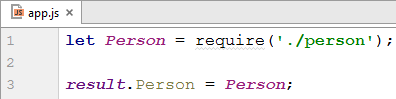 app.js
1 let Person = require('./person');
2
3 result.Person = Person;